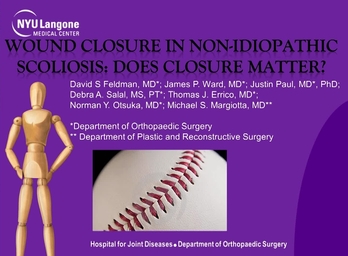 NYU Langone
MEDICAL CENTER
WOUND CLOSURE IN NON-IDIOPATHIC
SCOLIOSIS: DOES CLOSURE MATTER?
David S Feldman, MD*; James P. Ward, MD*; Justin Paul, MD*, PhD;
Debra A. Salal, MS, PT*; Thomas J. Errico, MD*;
Norman Y. Otsuka, MD*; Michael S. Margiotta, MD**
*Department of Orthopaedic Surgery
** Department of Plastic and Reconstructive Surgery
Hospital for Joint Diseases ● Department of Orthopaedic Surgery